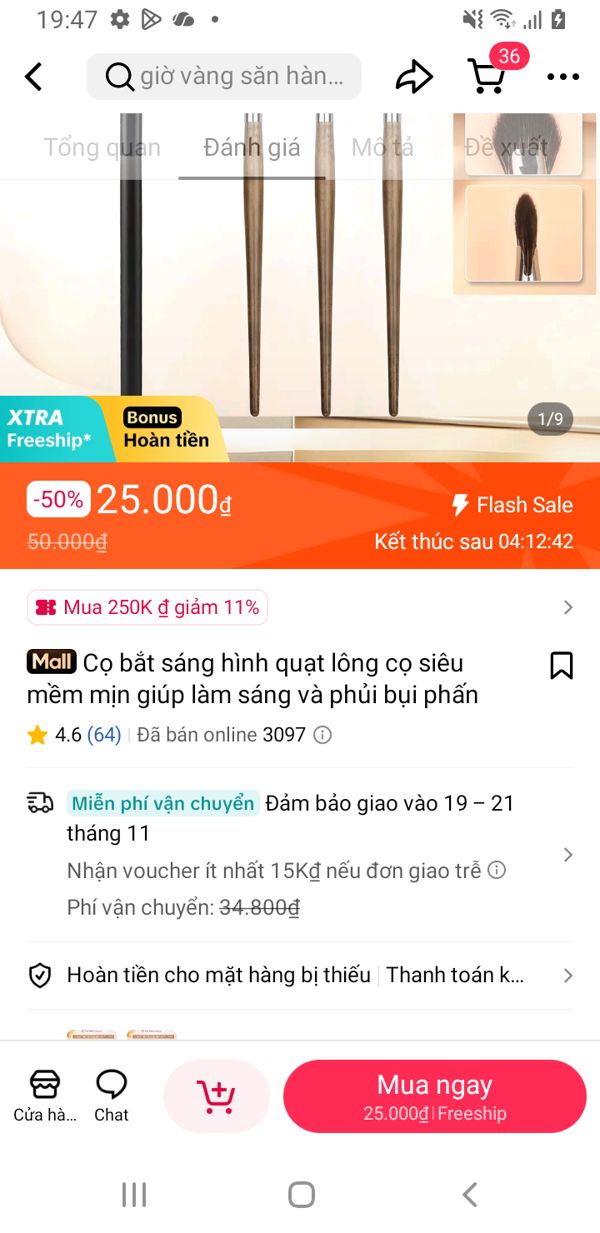 19:47
36
giờ vàng săn hàn...
Tổng quan Đánh giá Mô tả Đề xuất
XTRA
Freeship*
Bonus
Hoàn tiền
1/9
-50% 25.000₫
Flash Sale
50.000₫
Kết thúc sau 04:12:42
Mua 250K ₫ giảm 11%
Mall Cọ bắt sáng hình quạt lông cọ siêu
mềm mịn giúp làm sáng và phủi bụi phấn
4.6 (64) Đã bán online 3097
Miễn phí vận chuyển Đảm bảo giao vào 19 – 21
tháng 11
Nhận voucher ít nhất 15K₫ nếu đơn giao trễ
Phí vận chuyển: 34.800₫
Hoàn tiền cho mặt hàng bị thiếu | Thanh toán k...
Cửa hà...
Chat
Mua ngay
25.000₫ | Freeship